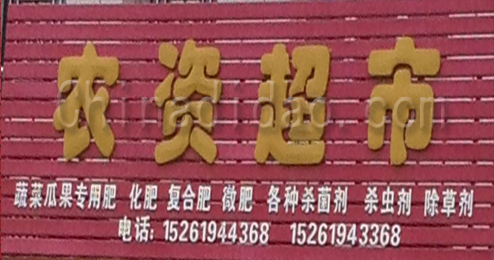 农资超市
蔬菜瓜果专用肥 化肥 复合肥 微肥 各种杀菌剂 杀虫剂 除草剂
电话: 15261944368 15261943368